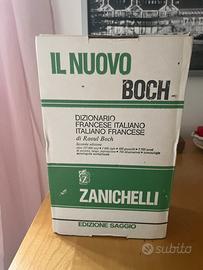 IL NUOVO
BOCH
DIZIONARIO
FRANCESE ITALIANO
ITALIANO FRANCESE
di Raoul Boch
Seconda edizione
ZANICHELLI
EDIZIONE SAGGIO
subito